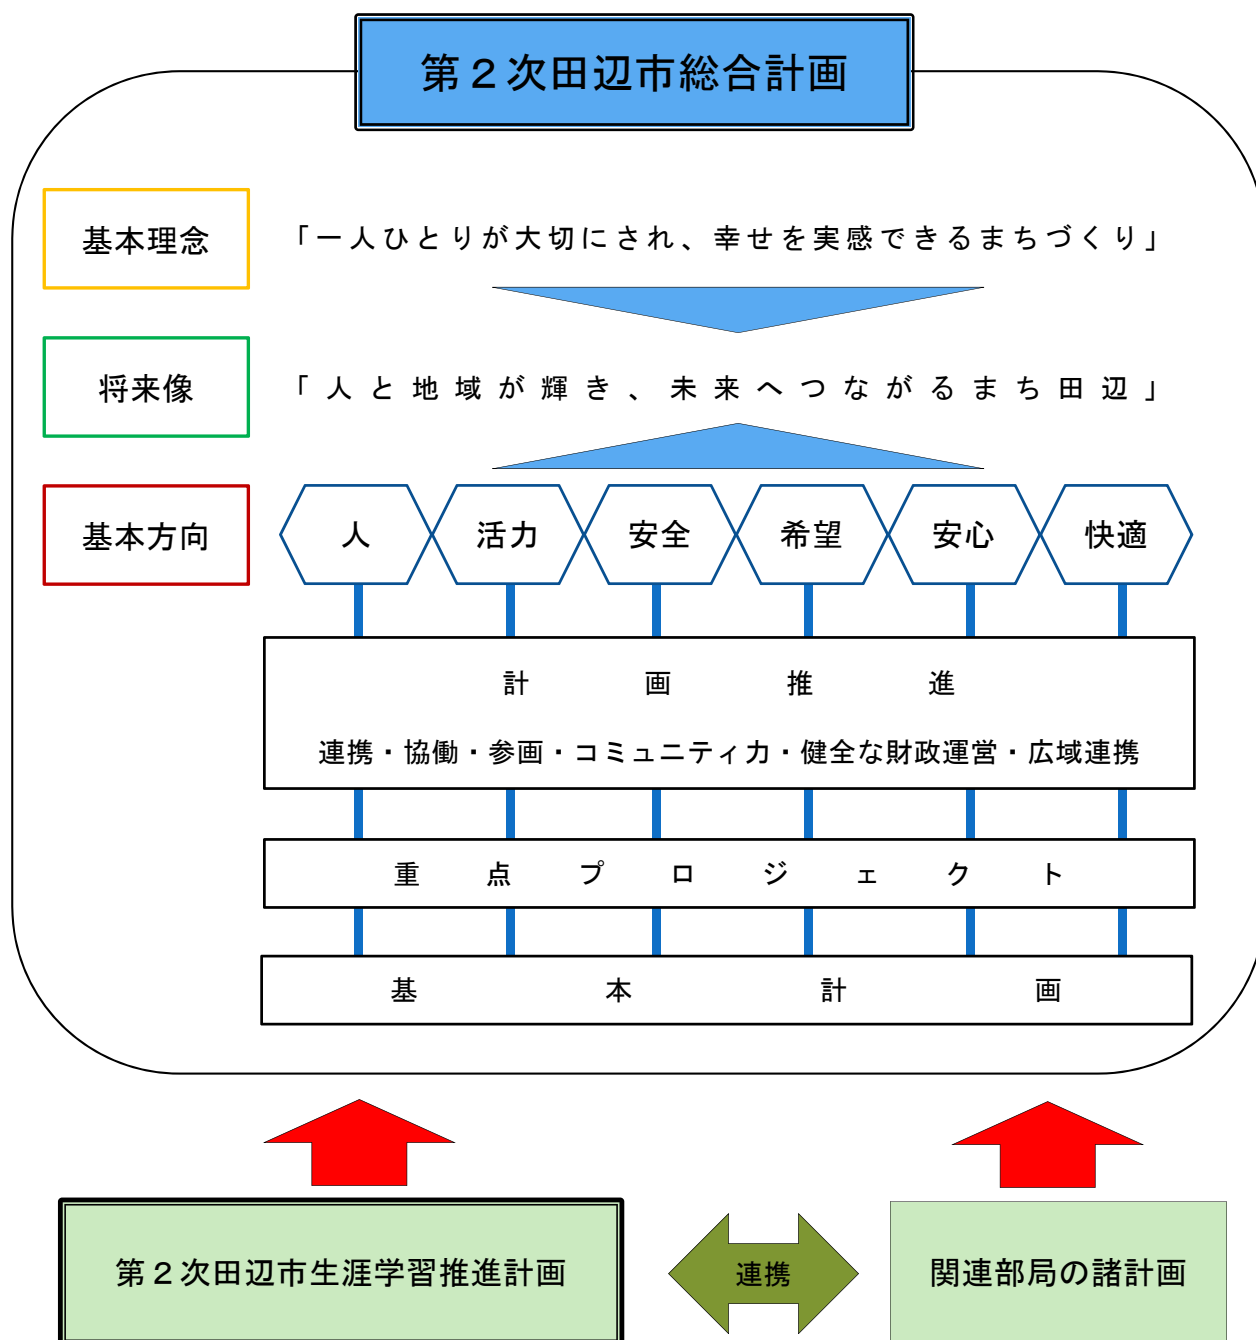 第２次田辺市総合計画
基本理念
「一人ひとりが大切にされ、幸せを実感できるまちづくり」
将来像
「人と地域が輝き、未来へつながるまち田辺」
基本方向
人
活力
安全
希望
安心
快適
計画推進
連携・協働・参画・コミュニティ力・健全な財政運営・広域連携
重点プロジェクト
基本計画
第２次田辺市生涯学習推進計画
連携
関連部局の諸計画